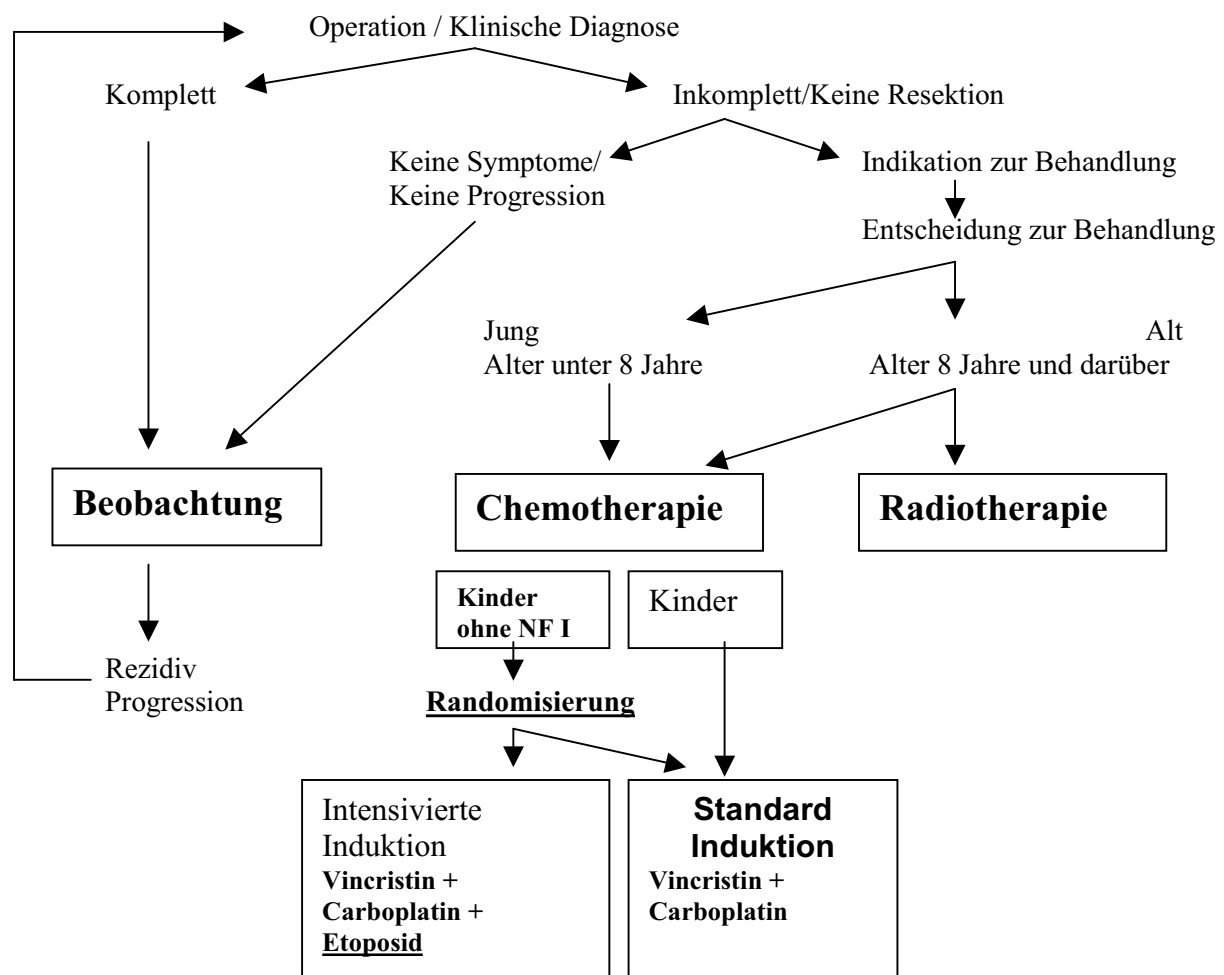 Operation / Klinische Diagnose
Komplett
Inkomplett/Keine Resektion
Keine Symptome/
Keine Progression
Indikation zur Behandlung
Entscheidung zur Behandlung
Jung
Alter unter 8 Jahre
Alt
Alter 8 Jahre und darüber
Beobachtung
Chemotherapie
Radiotherapie
Kinder
ohne NF I
Kinder
Rezidiv
Progression
Randomisierung
Intensivierte
Induktion
Vincristin +
Carboplatin +
Etoposid
Standard
Induktion
Vincristin +
Carboplatin